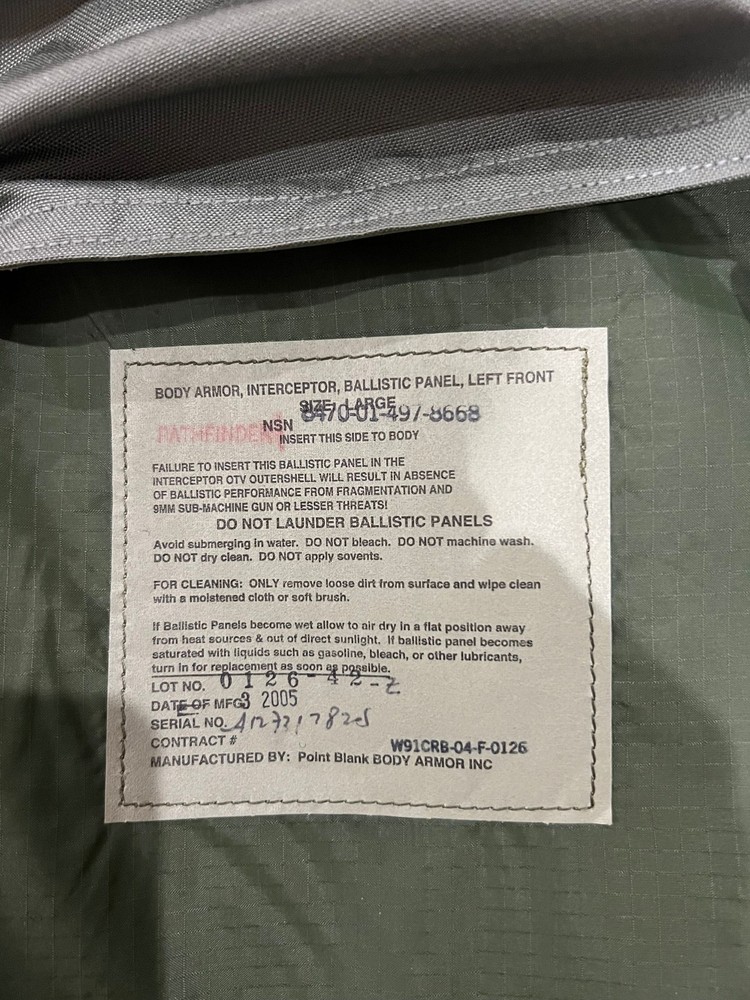 BODY ARMOR, INTERCEPTOR, BALLISTIC PANEL, LEFT FRONT
SIZE, LARGE
NSN 8470-01-497-8668
PATHFINDER
INSERT THIS SIDE TO BODY
FAILURE TO INSERT THIS BALLISTIC PANEL IN THE
INTERCEPTOR OTV OUTERSHELL WILL RESULT IN ABSENCE
OF BALLISTIC PERFORMANCE FROM FRAGMENTATION AND
9MM SUB-MACHINE GUN OR LESSER THREATS!
DO NOT LAUNDER BALLISTIC PANELS
Avoid submerging in water. DO NOT bleach. DO NOT machine wash.
DO NOT dry clean. DO NOT apply sovents.
FOR CLEANING: ONLY remove loose dirt from surface and wipe clean
with a moistened cloth or soft brush.
If Ballistic Panels become wet allow to air dry in a flat position away
from heat sources & out of direct sunlight. If ballistic panel becomes
saturated with liquids such as gasoline, bleach, or other lubricants,
turn in for replacement as soon as possible.
LOT NO. 0126-42-Z
DATE OF MFG 3 2005
SERIAL NO.
CONTRACT # W91CRB-04-F-0126
MANUFACTURED BY: Point Blank BODY ARMOR INC